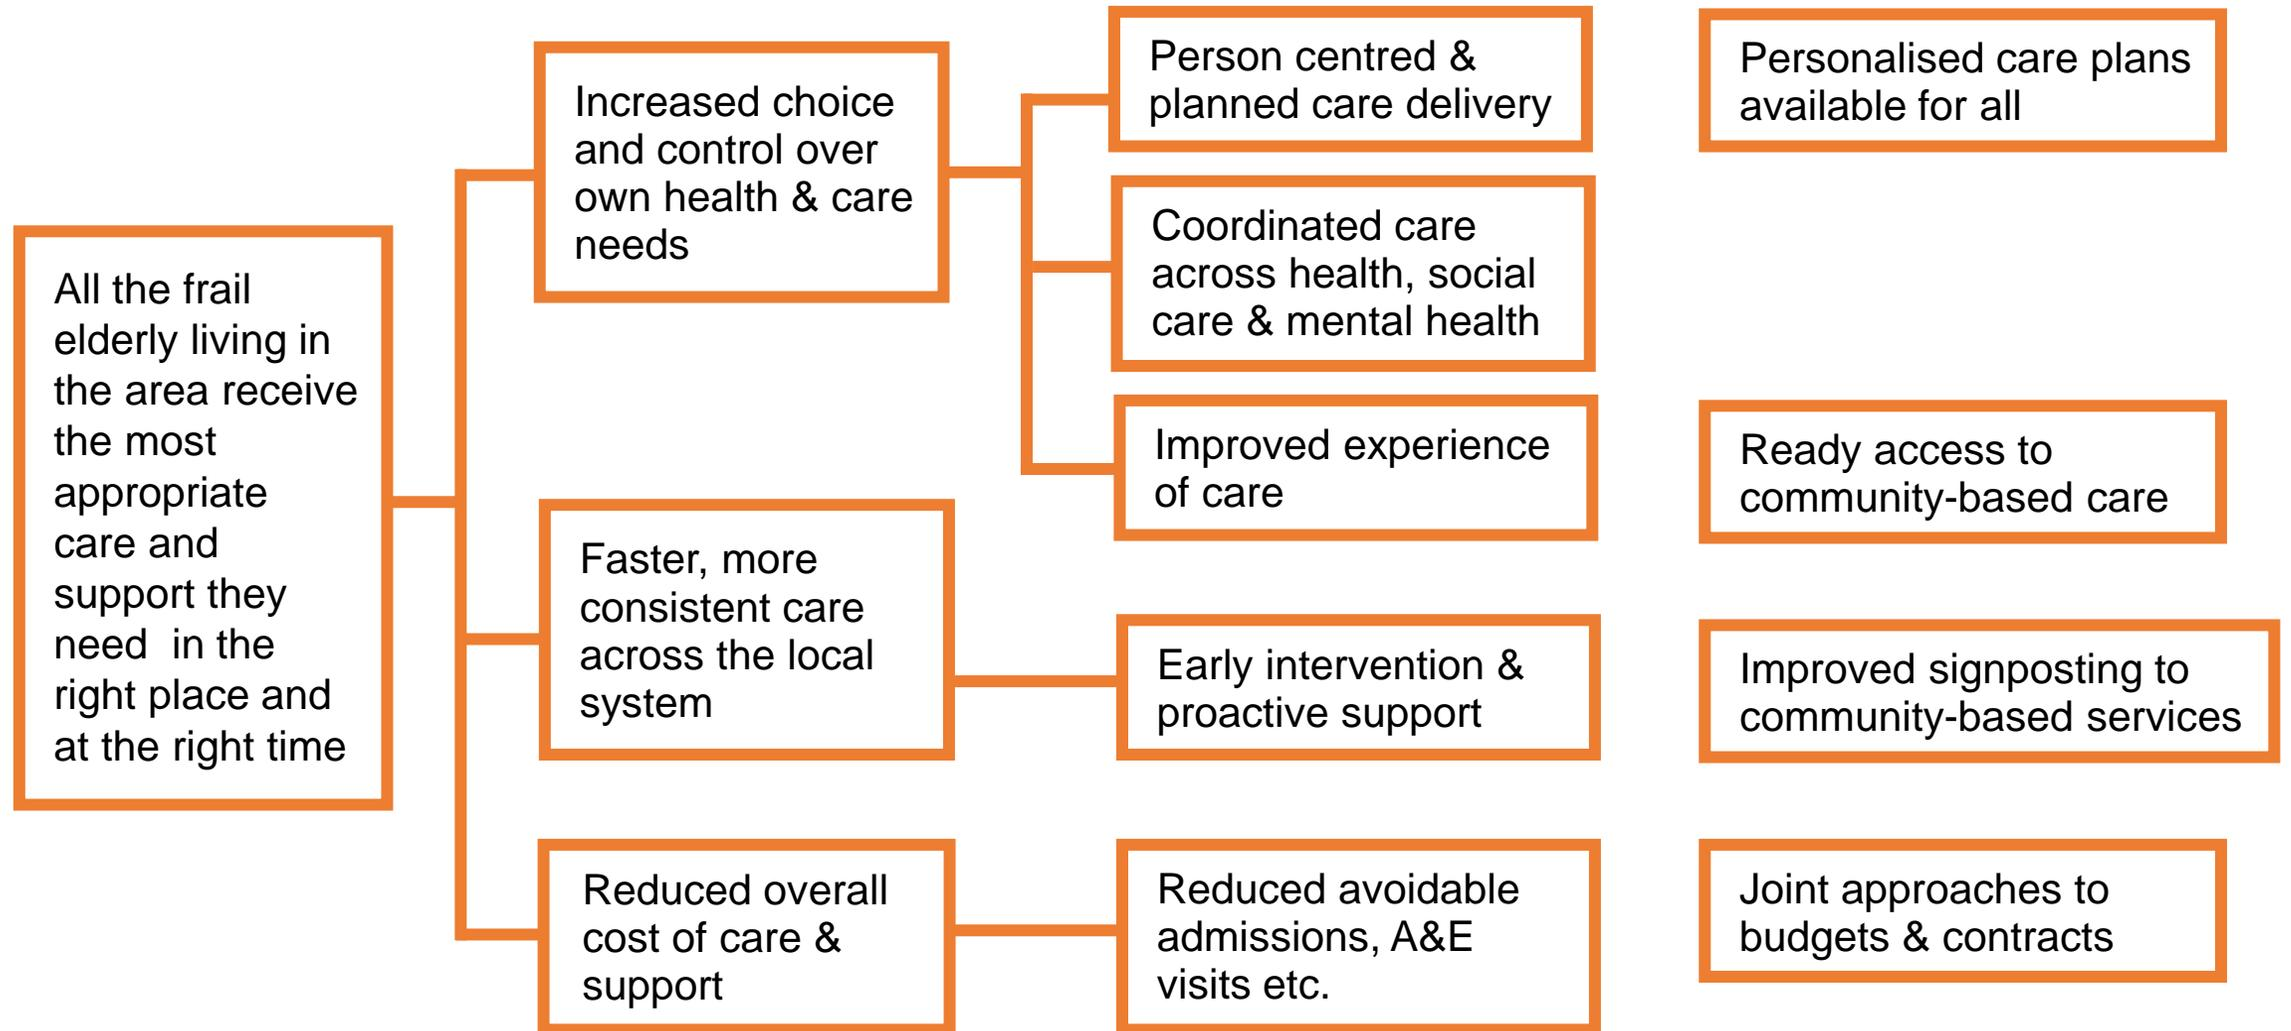 All the frail
elderly living in
the area receive
the most
appropriate
care and
support they
need  in the
right place and
at the right time
Increased choice
and control over
own health & care
needs
Faster, more
consistent care
across the local
system
Reduced overall
cost of care &
support
Person centred &
planned care delivery
Coordinated care
across health, social
care & mental health
Improved experience
of care
Early intervention &
proactive support
Reduced avoidable
admissions, A&E
visits etc.
Personalised care plans
available for all
Ready access to
community-based care
Improved signposting to
community-based services
Joint approaches to
budgets & contracts